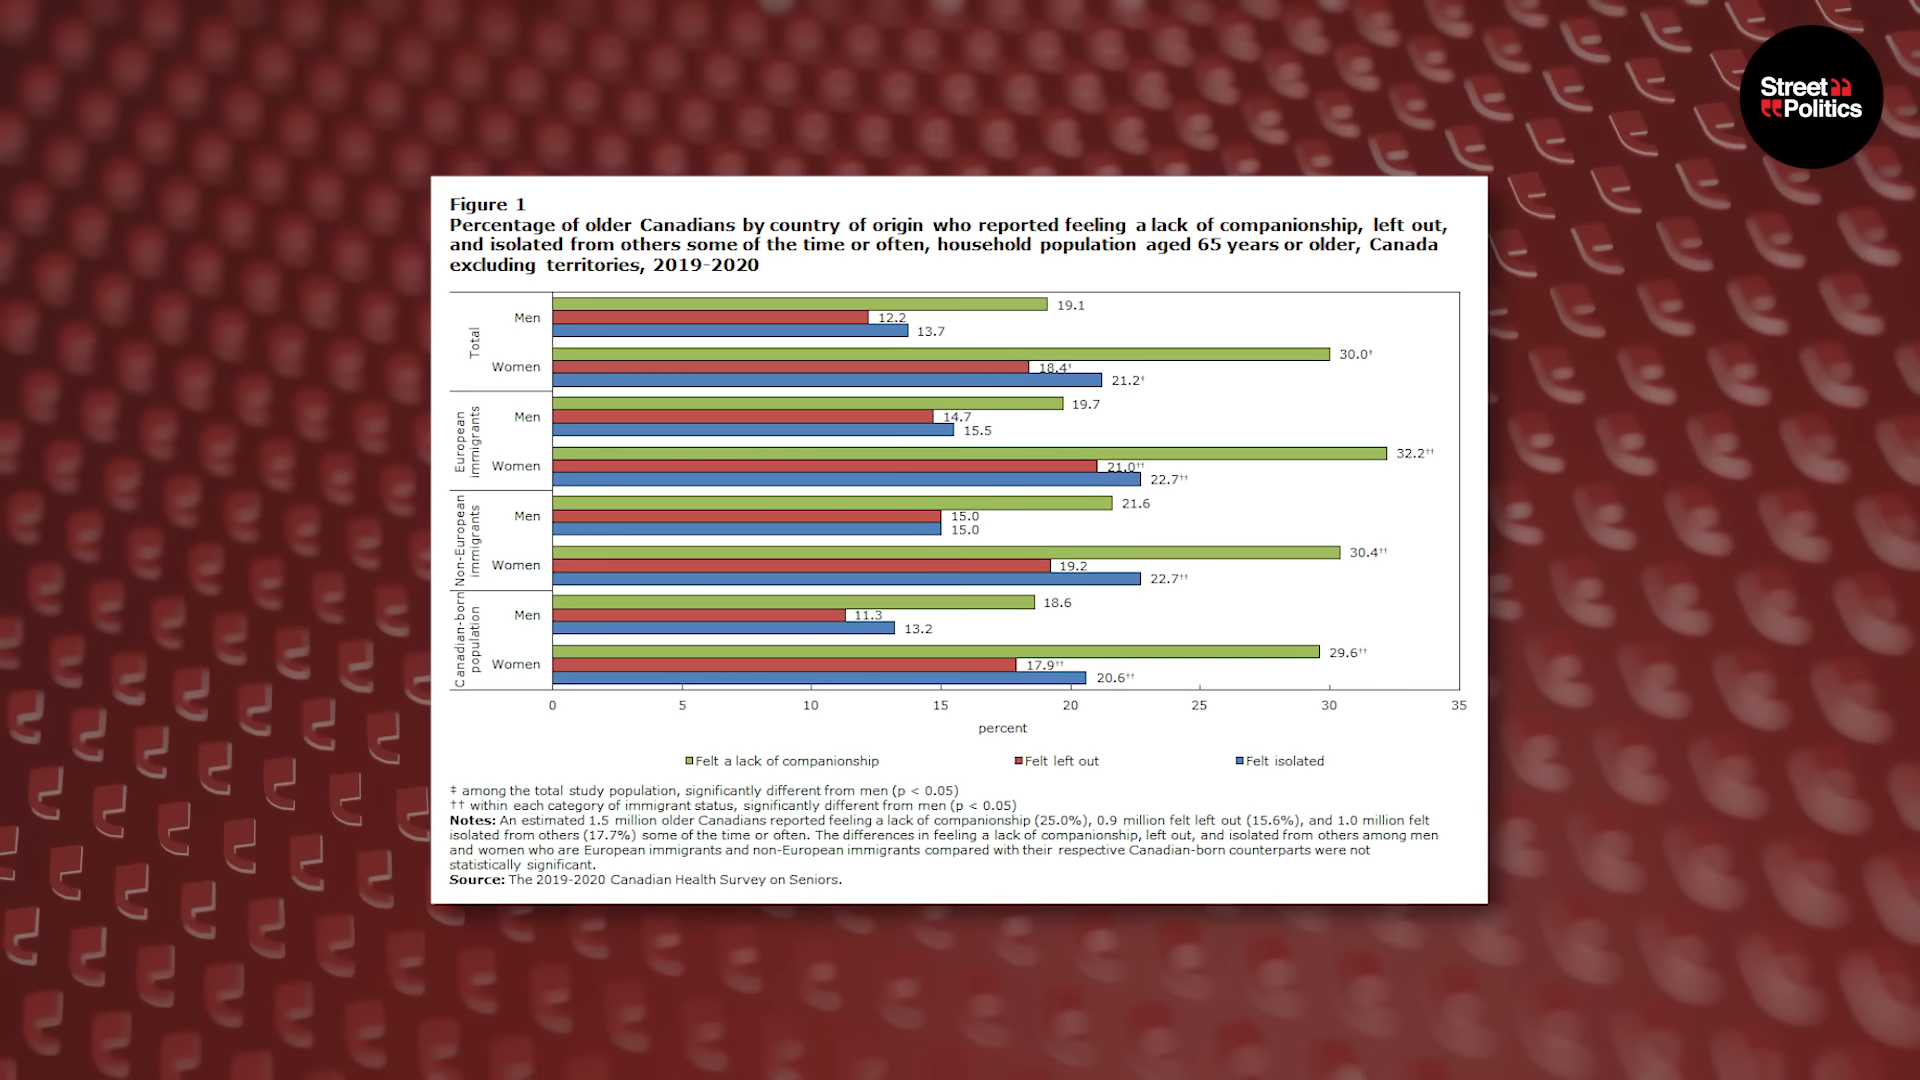 Street
Politics
Figure 1
Percentage of older Canadians by country of origin who reported feeling a lack of companionship, left out,
and isolated from others some of the time or often, household population aged 65 years or older, Canada
excluding territories, 2019-2020
Total
Men
19.1
12.2
13.7
Women
30.0‡
18.4‡
21.2‡
European
immigrants
Men
19.7
14.7
15.5
Women
32.2††
21.0††
22.7††
Non-European
immigrants
Men
21.6
15.0
15.0
Women
30.4††
19.2
22.7††
Canadian-born
population
Men
18.6
11.3
13.2
Women
29.6††
17.9††
20.6††
0 5 10 15 20 25 30 35
percent
Felt a lack of companionship Felt left out Felt isolated
‡ among the total study population, significantly different from men (p < 0.05)
†† within each category of immigrant status, significantly different from men (p < 0.05)
Notes: An estimated 1.5 million older Canadians reported feeling a lack of companionship (25.0%), 0.9 million felt left out (15.6%), and 1.0 million felt
isolated from others (17.7%) some of the time or often. The differences in feeling a lack of companionship, left out, and isolated from others among men
and women who are European immigrants and non-European immigrants compared with their respective Canadian-born counterparts were not
statistically significant.
Source: The 2019-2020 Canadian Health Survey on Seniors.